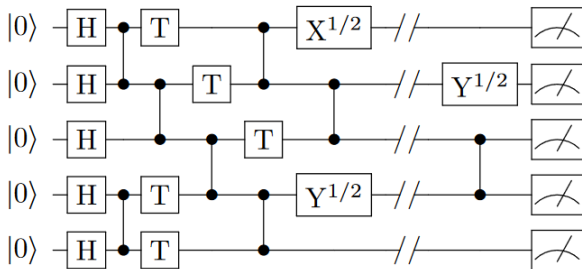 |0⟩ H T X^{1/2} //
|0⟩ H T // Y^{1/2}
|0⟩ H T //
|0⟩ H T Y^{1/2} //
|0⟩ H T //